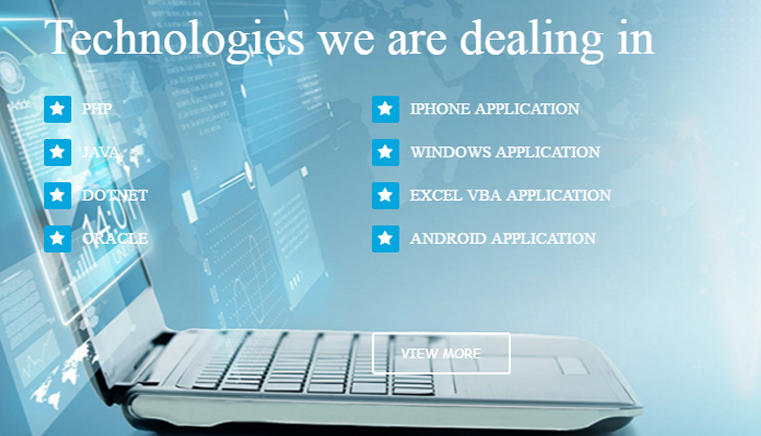 Technologies we are dealing in
PHP
JAVA
DOTNET
ORACLE
IPHONE APPLICATION
WINDOWS APPLICATION
EXCEL VBA APPLICATION
ANDROID APPLICATION
VIEW MORE